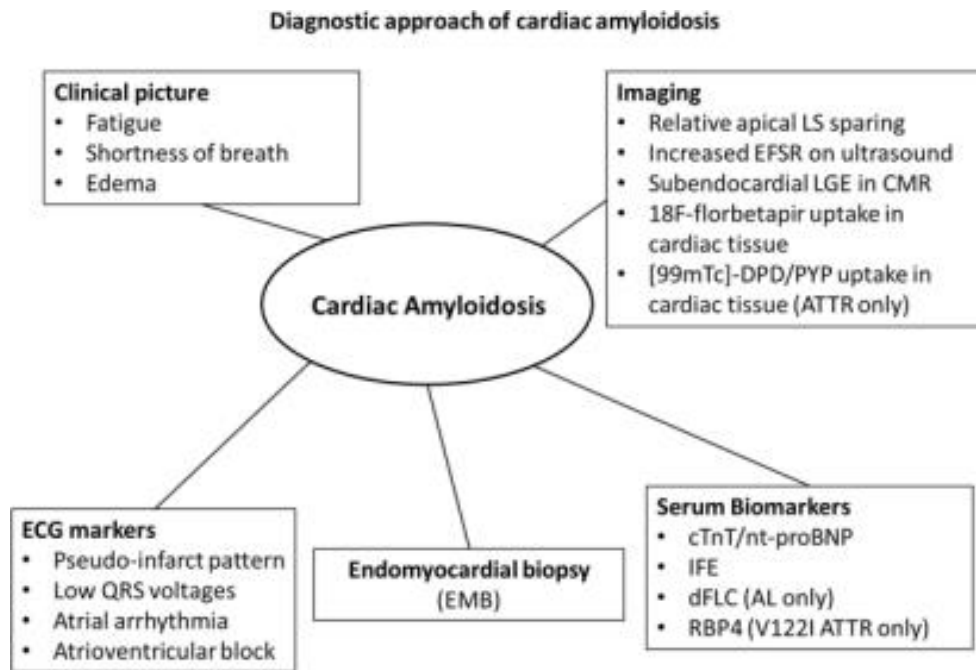 Diagnostic approach of cardiac amyloidosis
Clinical picture
• Fatigue
• Shortness of breath
• Edema
Imaging
• Relative apical LS sparing
• Increased EFSR on ultrasound
• Subendocardial LGE in CMR
• 18F-florbetapir uptake in
cardiac tissue
• [99mTc]-DPD/PYP uptake in
cardiac tissue (ATTR only)
Cardiac Amyloidosis
ECG markers
• Pseudo-infarct pattern
• Low QRS voltages
• Atrial arrhythmia
• Atrioventricular block
Endomyocardial biopsy
(EMB)
Serum Biomarkers
• cTnT/nt-proBNP
• IFE
• dFLC (AL only)
• RBP4 (V122I ATTR only)